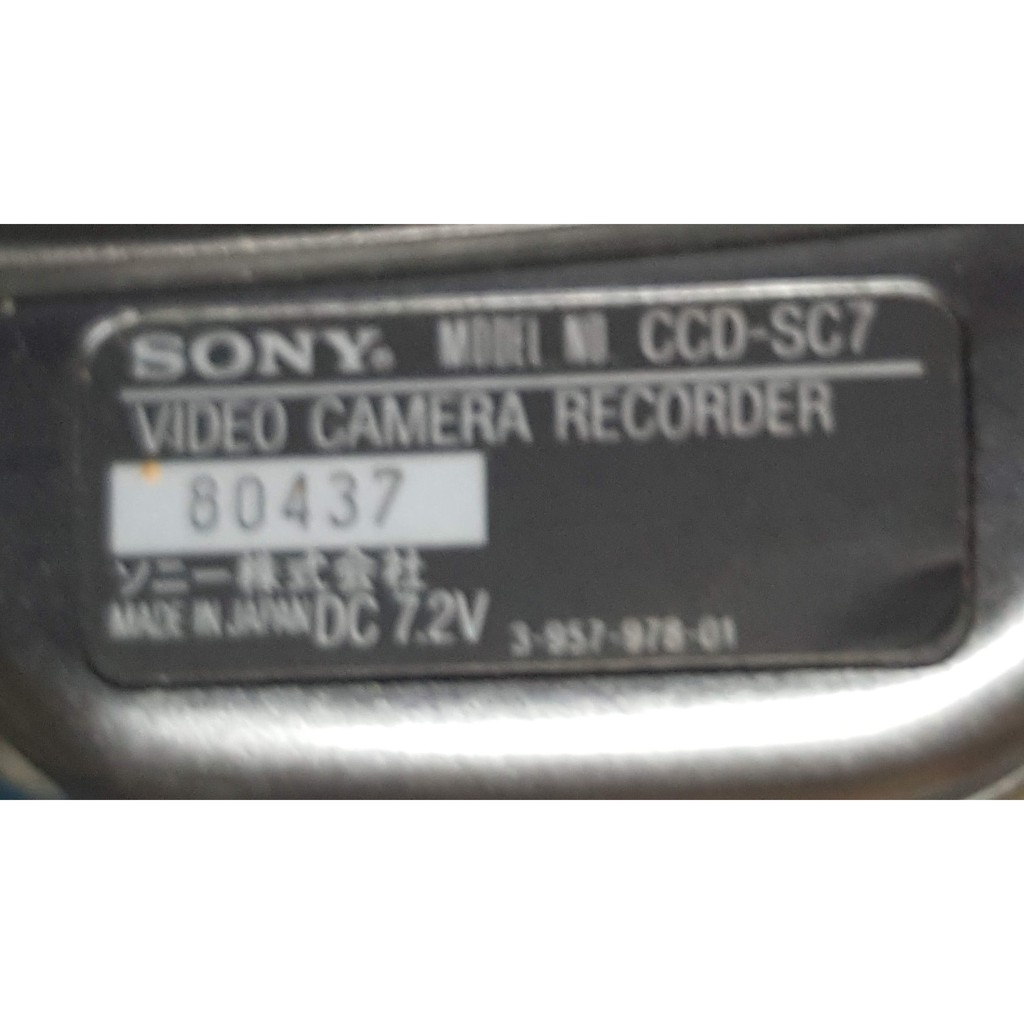 SONY. MODEL NO. CCD-SC7
VIDEO CAMERA RECORDER
80437
ソニー株式会社
MADE IN JAPAN DC 7.2V 3-957-978-01